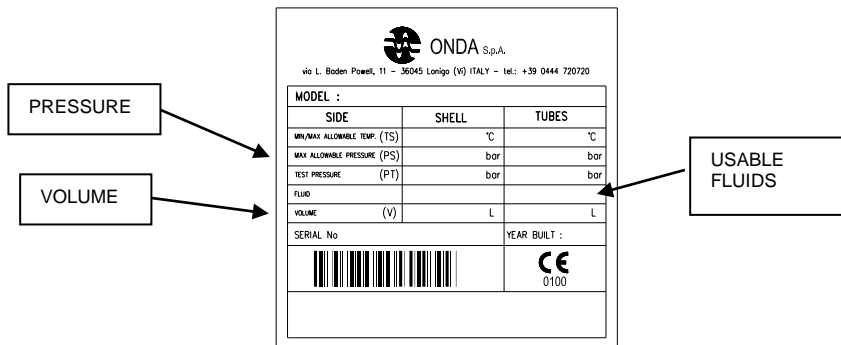 ONDA S.p.A.
via L. Baden Powell, 11 - 36045 Lonigo (Vi) ITALY - tel.: +39 0444 720720
MODEL :
SIDE SHELL TUBES
MIN/MAX ALLOWABLE TEMP. (TS) °C °C
PRESSURE
MAX ALLOWABLE PRESSURE (PS) bar bar
TEST PRESSURE (PT) bar bar
USABLE
FLUIDS
FLUID
VOLUME
VOLUME (V) L L
SERIAL No YEAR BUILT :
CE
0100